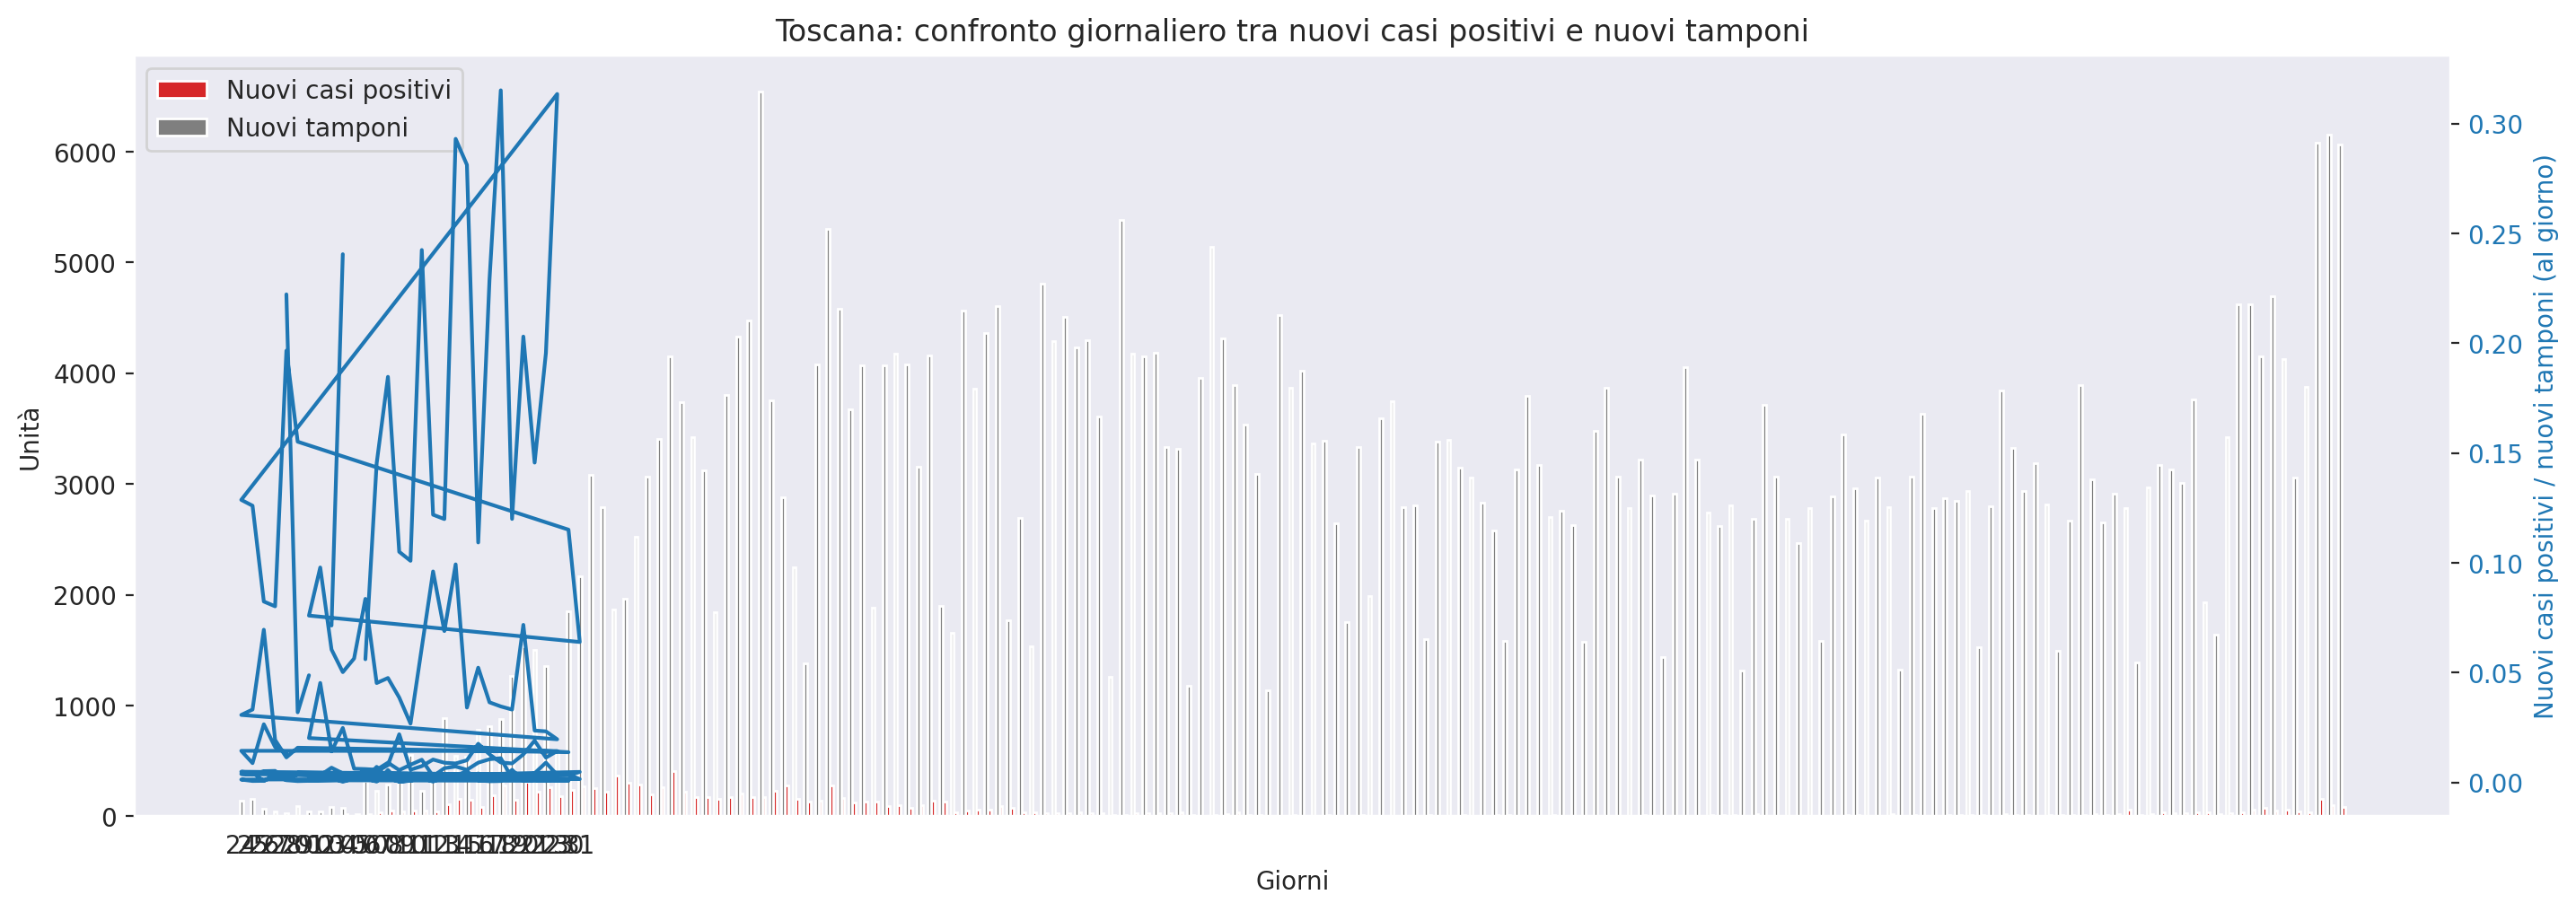 Toscana: confronto giornaliero tra nuovi casi positivi e nuovi tamponi
Nuovi casi positivi
Nuovi tamponi
6000
5000
4000
3000
2000
1000
0
Unità
0.30
0.25
0.20
0.15
0.10
0.05
0.00
Nuovi casi positivi / nuovi tamponi (al giorno)
Giorni